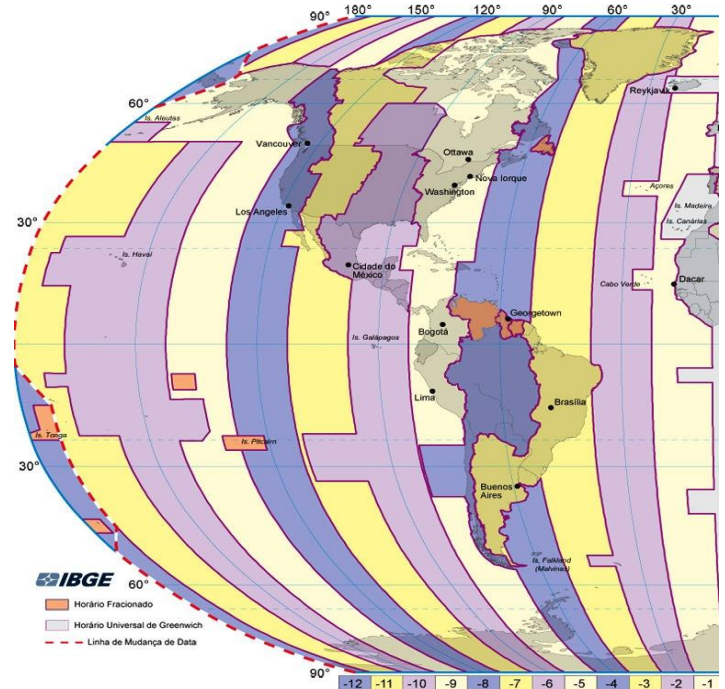 90° 180° 150° 120° 90° 60° 30°
60°
Is. Aleutas
Reykjavik
Vancouver
Ottawa
Nova Iorque
Washington
Los Angeles
30°
Açores
Is. Madeira
Is. Canárias
Is. Havaí
Cidade do
México
Cabo Verde
Dacar
Georgetown
Bogotá
Is. Galápagos
Lima
Brasília
Is. Tonga
Is. Pitcairn
30°
Buenos
Aires
Is. Falkland
(Malvinas)
IBGE
60°
Horário Fracionado
Horário Universal de Greenwich
Linha de Mudança de Data
90°
-12 -11 -10 -9 -8 -7 -6 -5 -4 -3 -2 -1